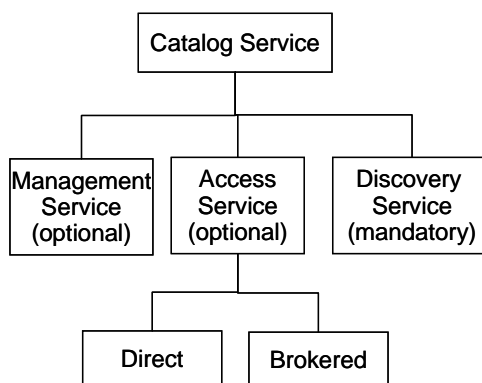 Catalog Service
Management
Service
(optional)
Access
Service
(optional)
Discovery
Service
(mandatory)
Direct
Brokered